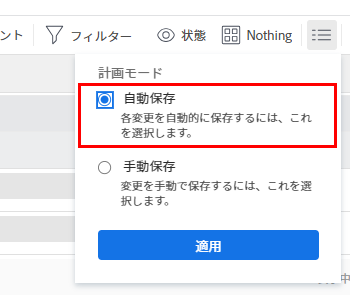 ント
フィルター
状態
Nothing
計画モード
自動保存
各変更を自動的に保存するには、これ
を選択します。
手動保存
変更を手動で保存するには、これを選
択します。
適用
中